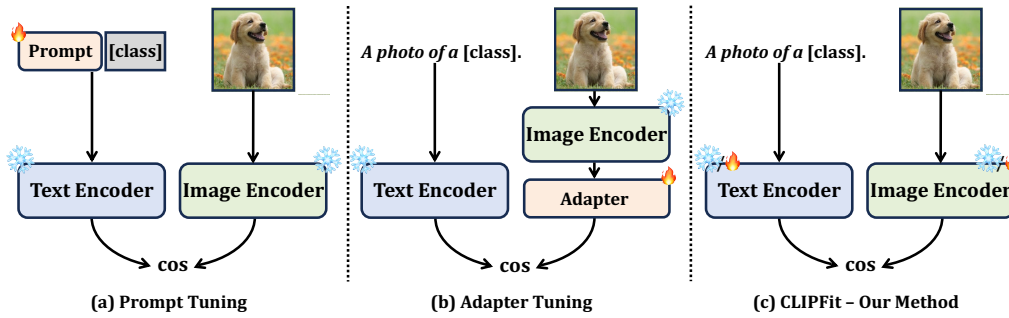 Prompt [class]
Text Encoder
Image Encoder
cos
(a) Prompt Tuning
A photo of a [class].
Image Encoder
Text Encoder
Adapter
cos
(b) Adapter Tuning
A photo of a [class].
Text Encoder
Image Encoder
cos
(c) CLIPFit – Our Method